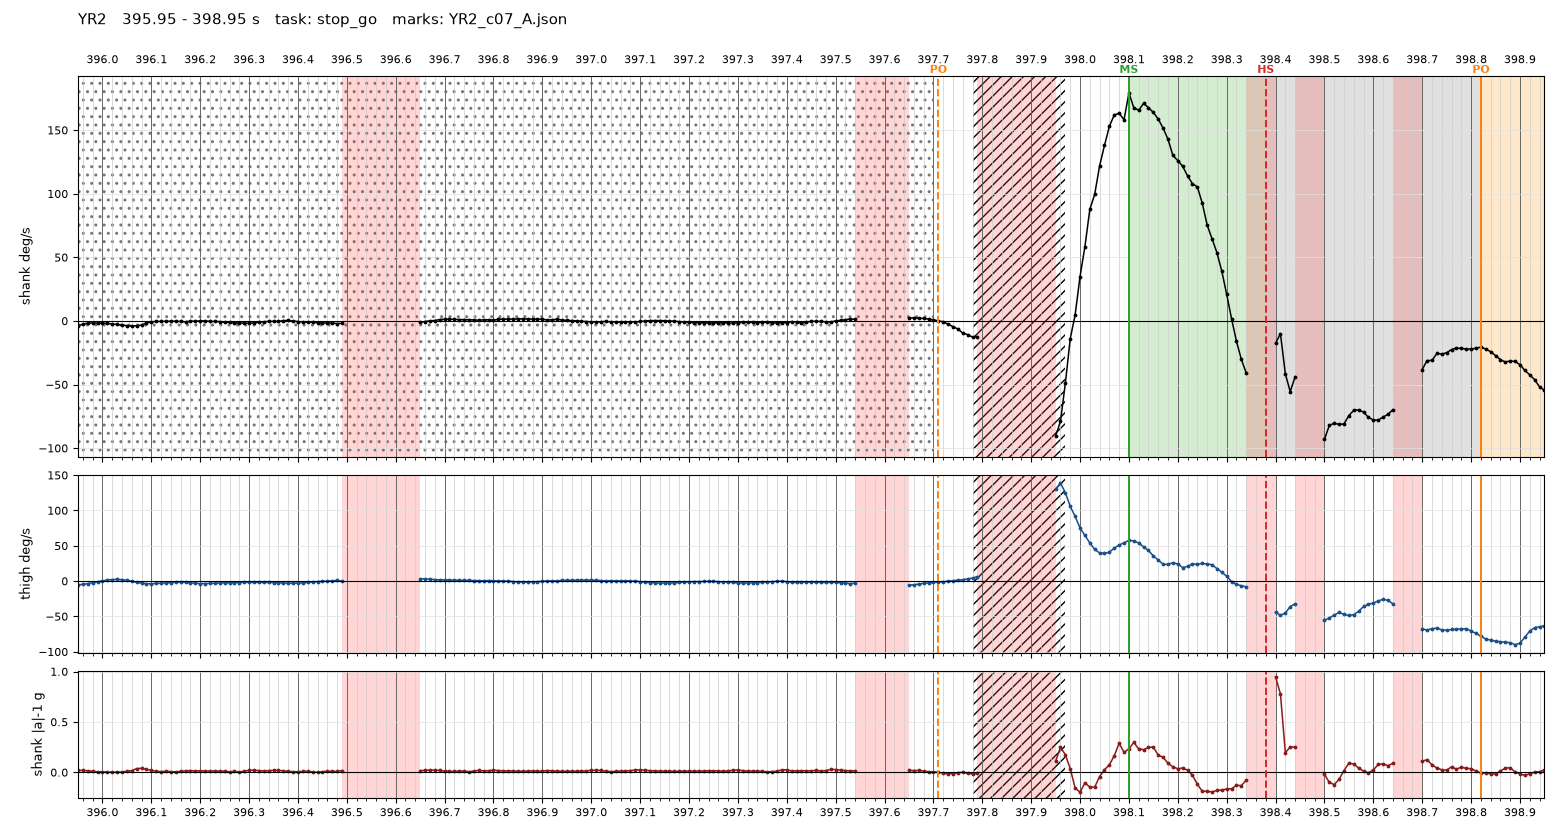 YR2   395.95 - 398.95 s   task: stop_go   marks: YR2_c07_A.json
396.0 396.1 396.2 396.3 396.4 396.5 396.6 396.7 396.8 396.9 397.0 397.1 397.2 397.3 397.4 397.5 397.6 397.7 397.8 397.9 398.0 398.1 398.2 398.3 398.4 398.5 398.6 398.7 398.8 398.9
PO MS HS PO
shank deg/s
150
100
50
0
−50
−100
thigh deg/s
150
100
50
0
−50
−100
shank |a|-1 g
1.0
0.5
0.0
396.0 396.1 396.2 396.3 396.4 396.5 396.6 396.7 396.8 396.9 397.0 397.1 397.2 397.3 397.4 397.5 397.6 397.7 397.8 397.9 398.0 398.1 398.2 398.3 398.4 398.5 398.6 398.7 398.8 398.9